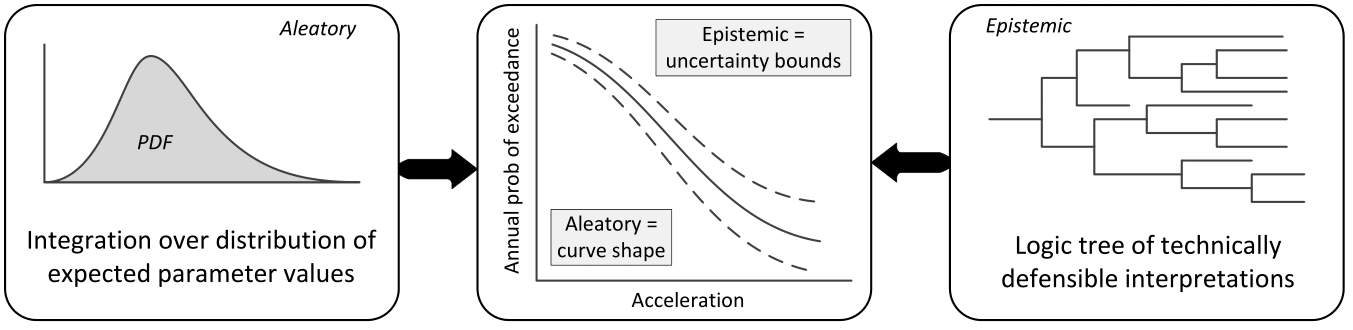 Aleatory
PDF
Integration over distribution of
expected parameter values
Annual prob of exceedance
Epistemic =
uncertainty bounds
Aleatory =
curve shape
Acceleration
Epistemic
Logic tree of technically
defensible interpretations